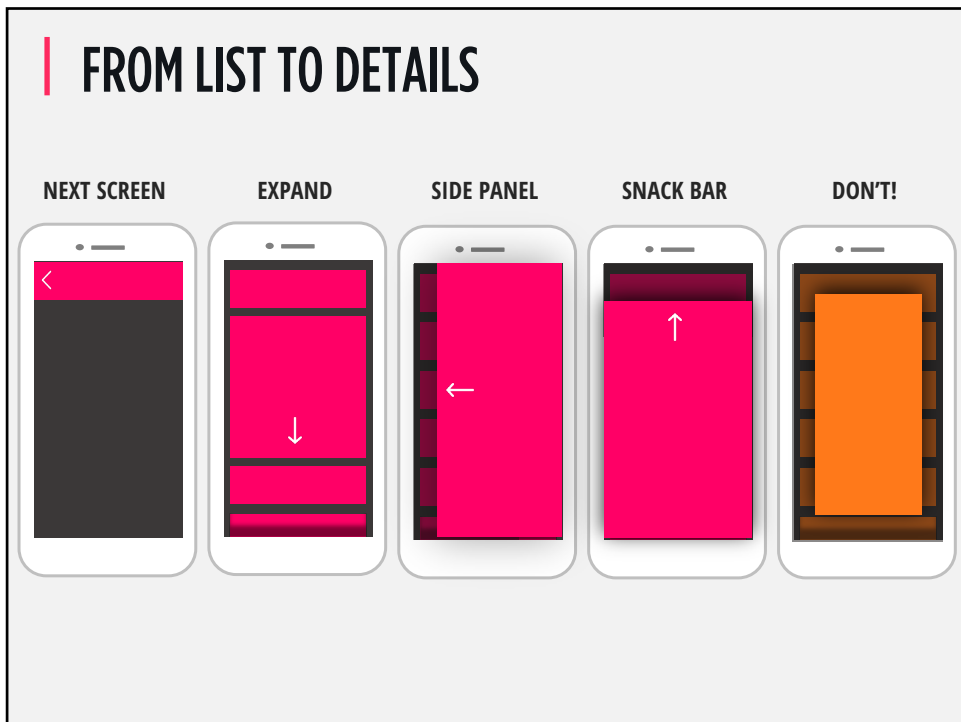 FROM LIST TO DETAILS
NEXT SCREEN
EXPAND
SIDE PANEL
SNACK BAR
DON'T!